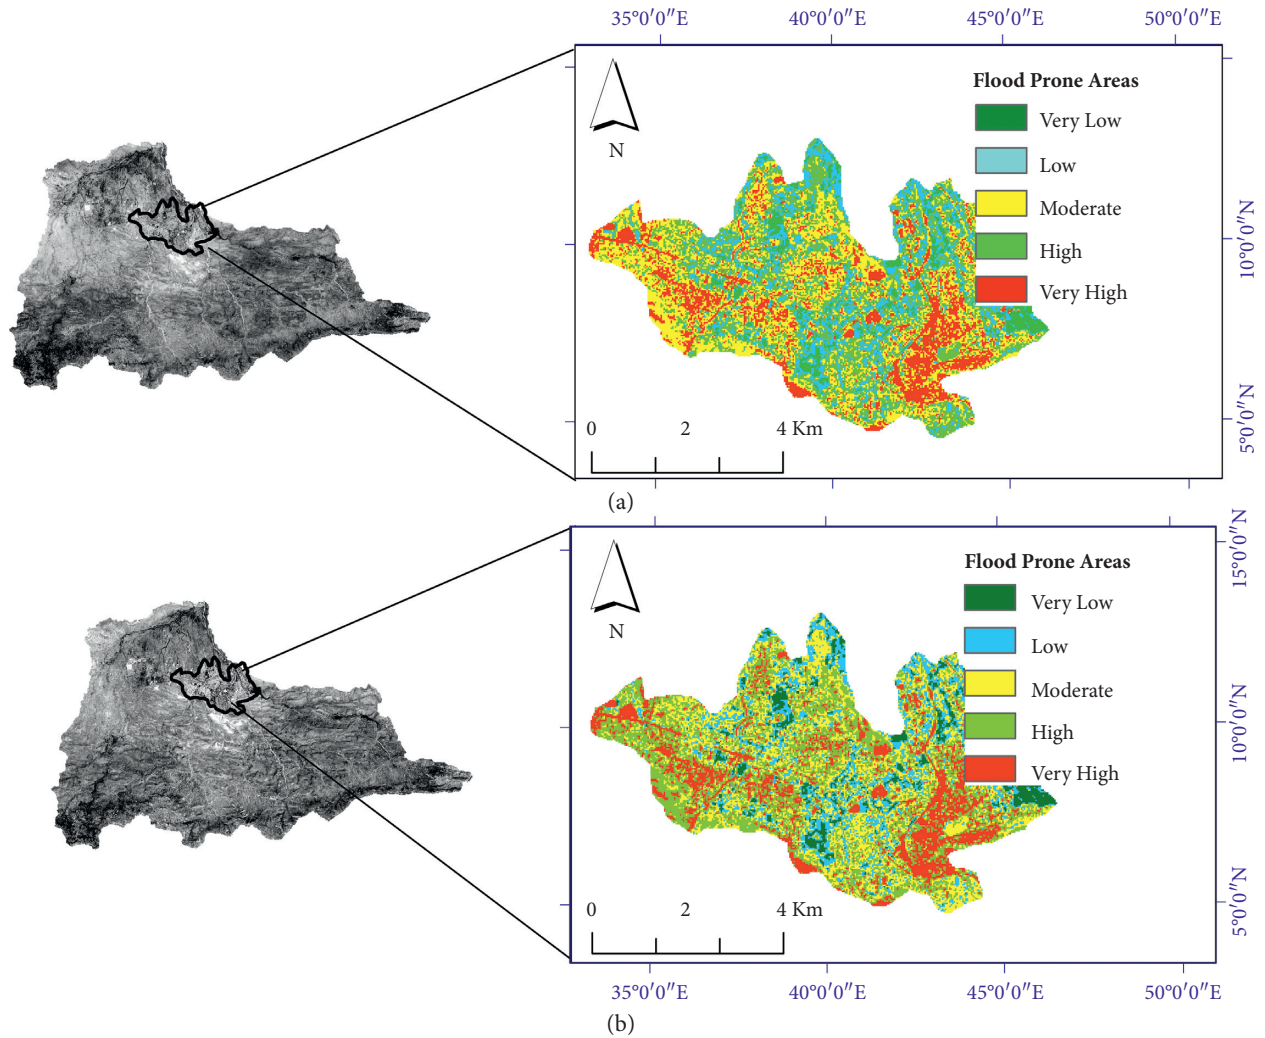 35°0′0″E 40°0′0″E 45°0′0″E 50°0′0″E
Flood Prone Areas
Very Low
Low
Moderate
High
Very High
N
10°0′0″N
5°0′0″N
0 2 4 Km
(a)
15°0′0″N
Flood Prone Areas
Very Low
Low
Moderate
High
Very High
N
10°0′0″N
5°0′0″N
0 2 4 Km
35°0′0″E 40°0′0″E 45°0′0″E 50°0′0″E
(b)